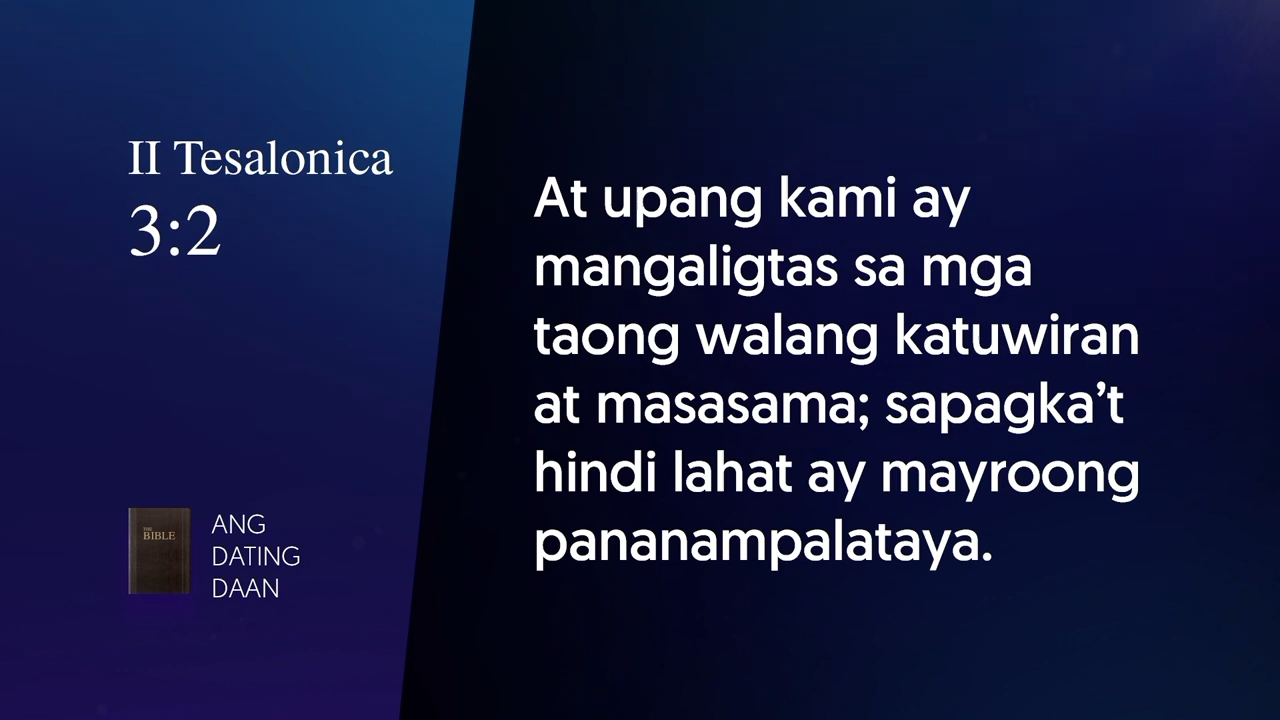 II Tesalonica
3:2
At upang kami ay
mangaligtas sa mga
taong walang katuwiran
at masasama; sapagka’t
hindi lahat ay mayroong
pananampalataya.
THE
BIBLE
ANG
DATING
DAAN